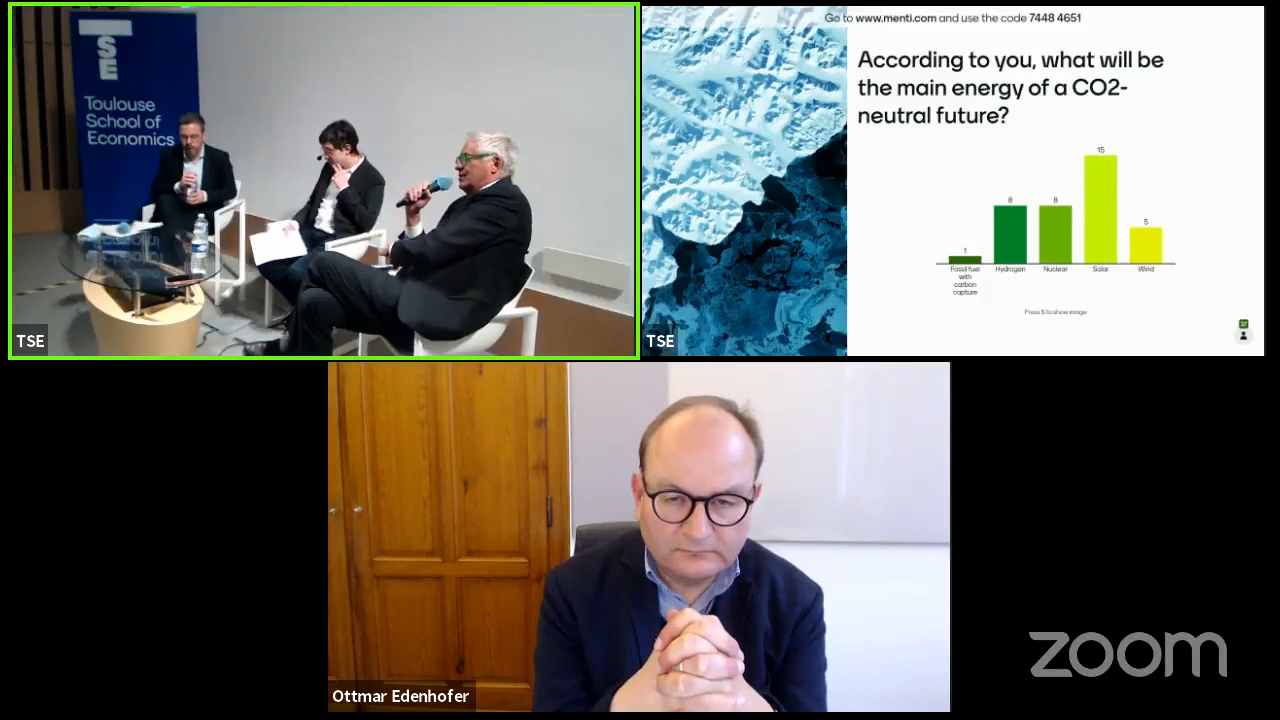 TSE
Toulouse
School of
Economics
TSE
Go to www.menti.com and use the code 7448 4651
According to you, what will be
the main energy of a CO2-
neutral future?
1
8
8
15
5
Fossil fuel
with
carbon
capture
Hydrogen
Nuclear
Solar
Wind
Press S to show image
37
TSE
Ottmar Edenhofer
zoom